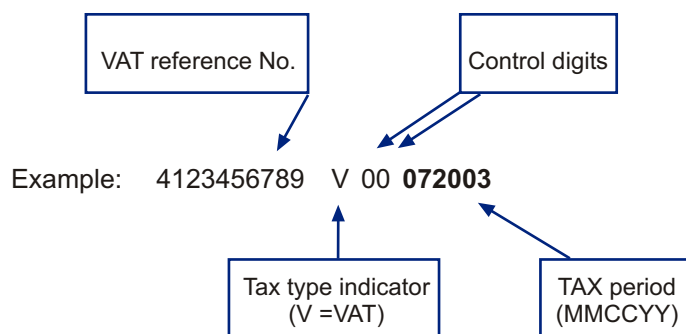 VAT reference No.
Control digits
Example: 4123456789 V 00 072003
Tax type indicator
(V =VAT)
TAX period
(MMCCYY)